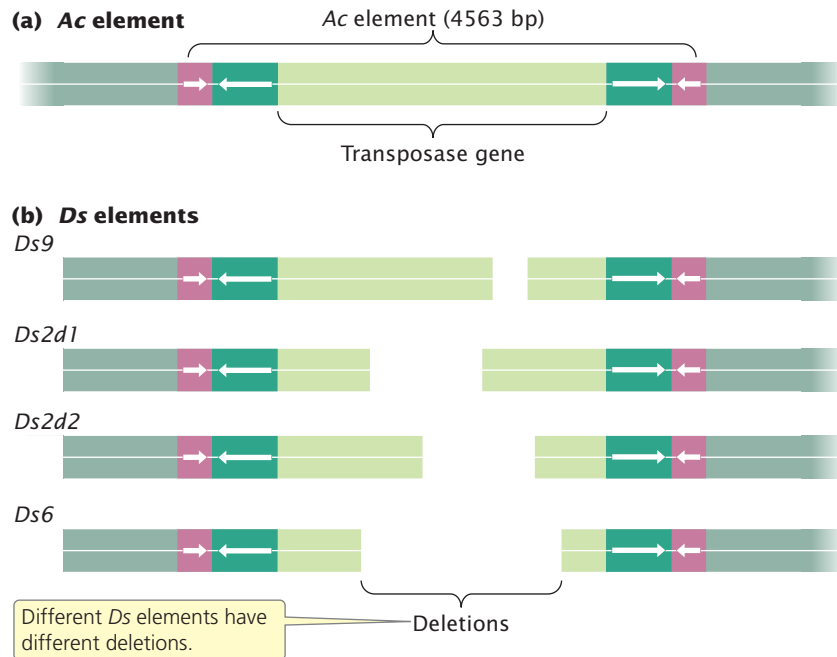 (a) Ac element
Ac element (4563 bp)
Transposase gene
(b) Ds elements
Ds9
Ds2d1
Ds2d2
Ds6
Different Ds elements have
different deletions.
Deletions